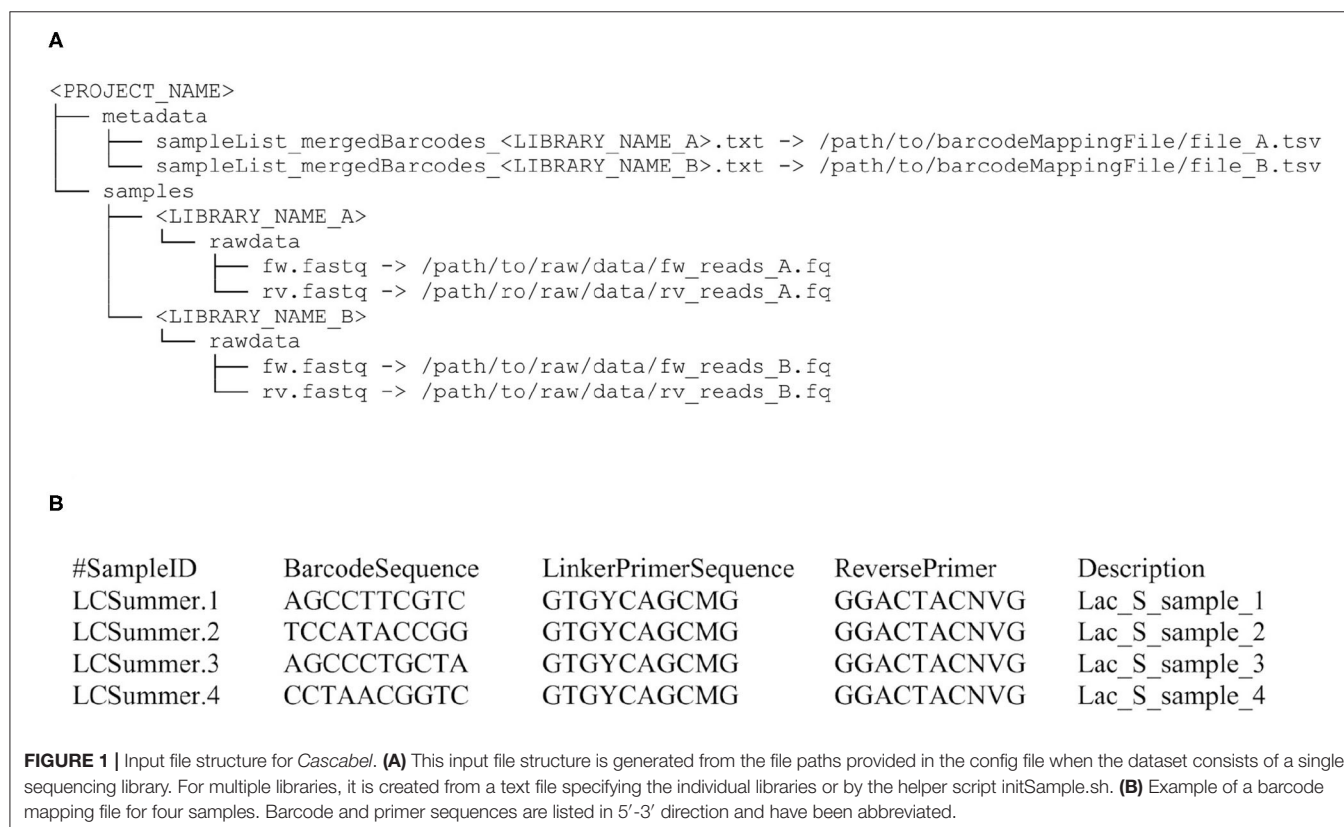 A
<PROJECT_NAME>
├── metadata
│   ├── sampleList_mergedBarcodes_<LIBRARY_NAME_A>.txt -> /path/to/barcodeMappingFile/file_A.tsv
│   └── sampleList_mergedBarcodes_<LIBRARY_NAME_B>.txt -> /path/to/barcodeMappingFile/file_B.tsv
└── samples
    ├── <LIBRARY_NAME_A>
    │   └── rawdata
    │       ├── fw.fastq -> /path/to/raw/data/fw_reads_A.fq
    │       └── rv.fastq -> /path/ro/raw/data/rv_reads_A.fq
    └── <LIBRARY_NAME_B>
        └── rawdata
            ├── fw.fastq -> /path/to/raw/data/fw_reads_B.fq
            └── rv.fastq -> /path/to/raw/data/rv_reads_B.fq
B
#SampleID BarcodeSequence LinkerPrimerSequence ReversePrimer Description
LCSummer.1 AGCCTTCGTC GTGYCAGCMG GGACTACNVG Lac_S_sample_1
LCSummer.2 TCCATACCGG GTGYCAGCMG GGACTACNVG Lac_S_sample_2
LCSummer.3 AGCCCTGCTA GTGYCAGCMG GGACTACNVG Lac_S_sample_3
LCSummer.4 CCTAACGGTC GTGYCAGCMG GGACTACNVG Lac_S_sample_4
FIGURE 1 | Input file structure for Cascabel. (A) This input file structure is generated from the file paths provided in the config file when the dataset consists of a single
sequencing library. For multiple libraries, it is created from a text file specifying the individual libraries or by the helper script initSample.sh. (B) Example of a barcode
mapping file for four samples. Barcode and primer sequences are listed in 5′-3′ direction and have been abbreviated.